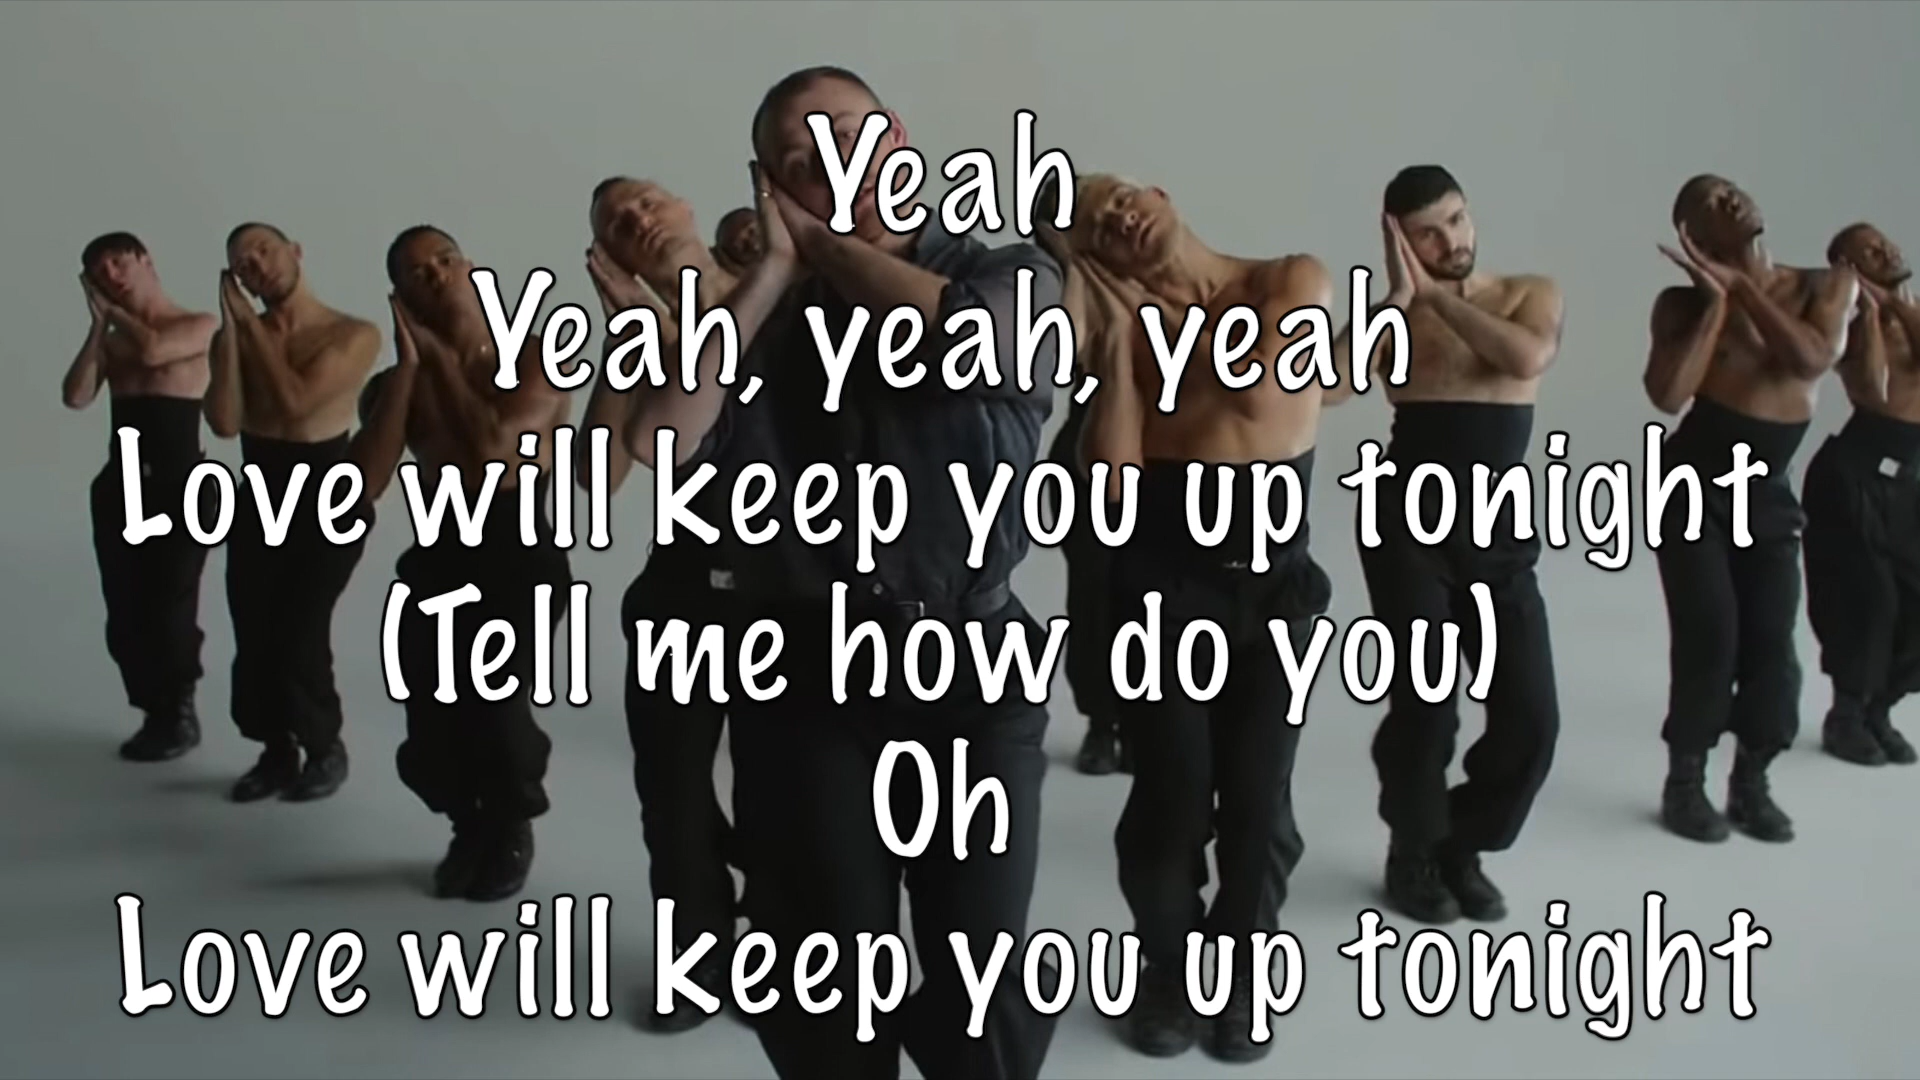 Yeah
Yeah, yeah, yeah
Love will keep you up tonight
(Tell me how do you)
Oh
Love will keep you up tonight